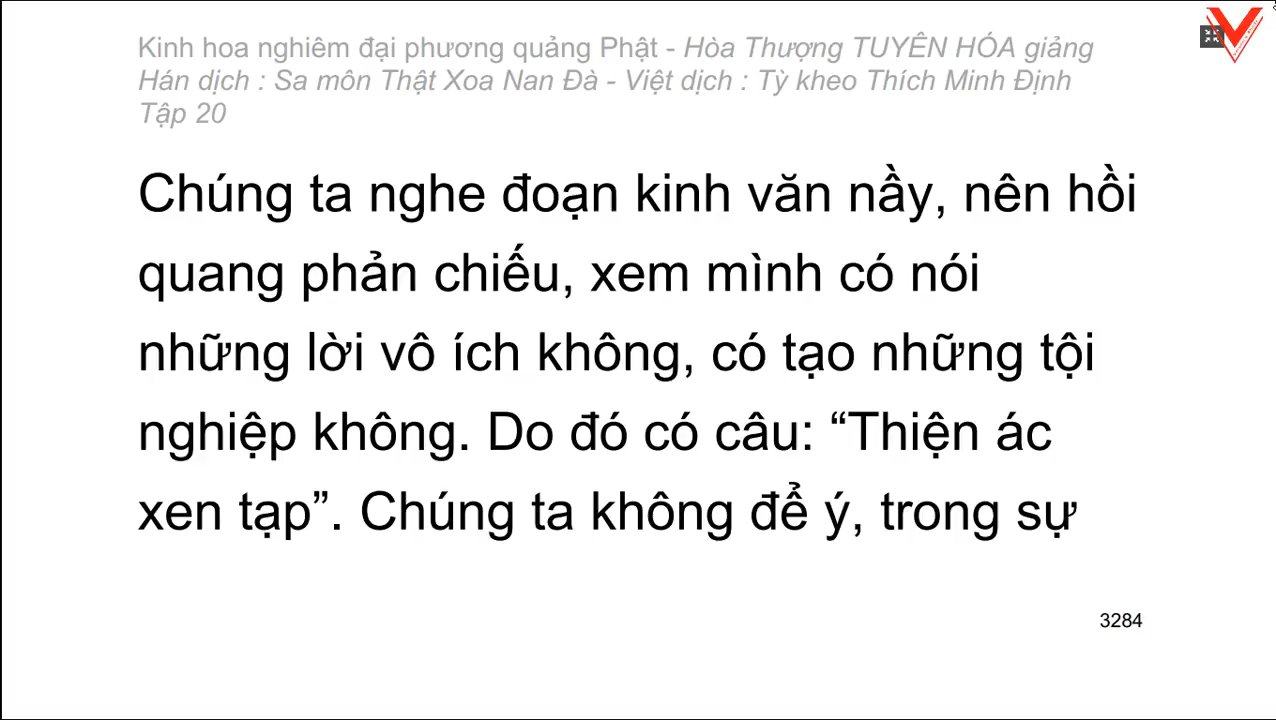 Kinh hoa nghiêm đại phương quảng Phật - Hòa Thượng TUYÊN HÓA giảng
Hán dịch : Sa môn Thật Xoa Nan Đà - Việt dịch : Tỳ kheo Thích Minh Định
Tập 20
Chúng ta nghe đoạn kinh văn nầy, nên hồi
quang phản chiếu, xem mình có nói
những lời vô ích không, có tạo những tội
nghiệp không. Do đó có câu: “Thiện ác
xen tạp”. Chúng ta không để ý, trong sự
3284